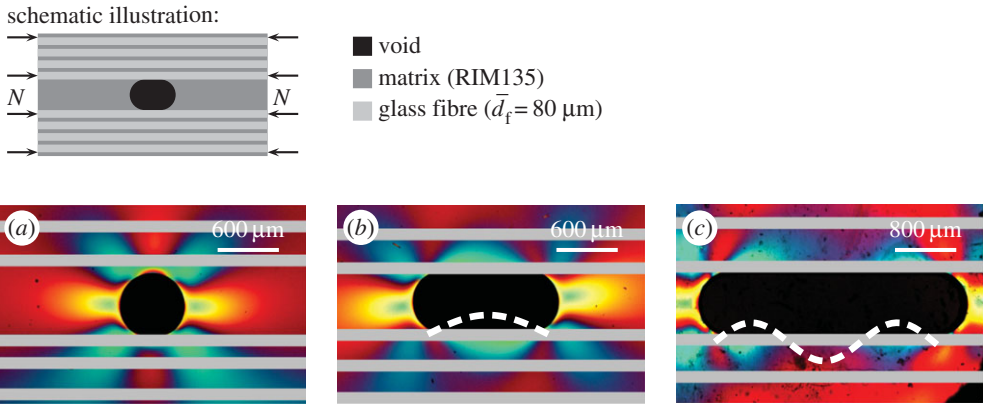 schematic illustration:
N
N
void
matrix (RIM135)
glass fibre (d̄f = 80 µm)
(a)
600 µm
(b)
600 µm
(c)
800 µm